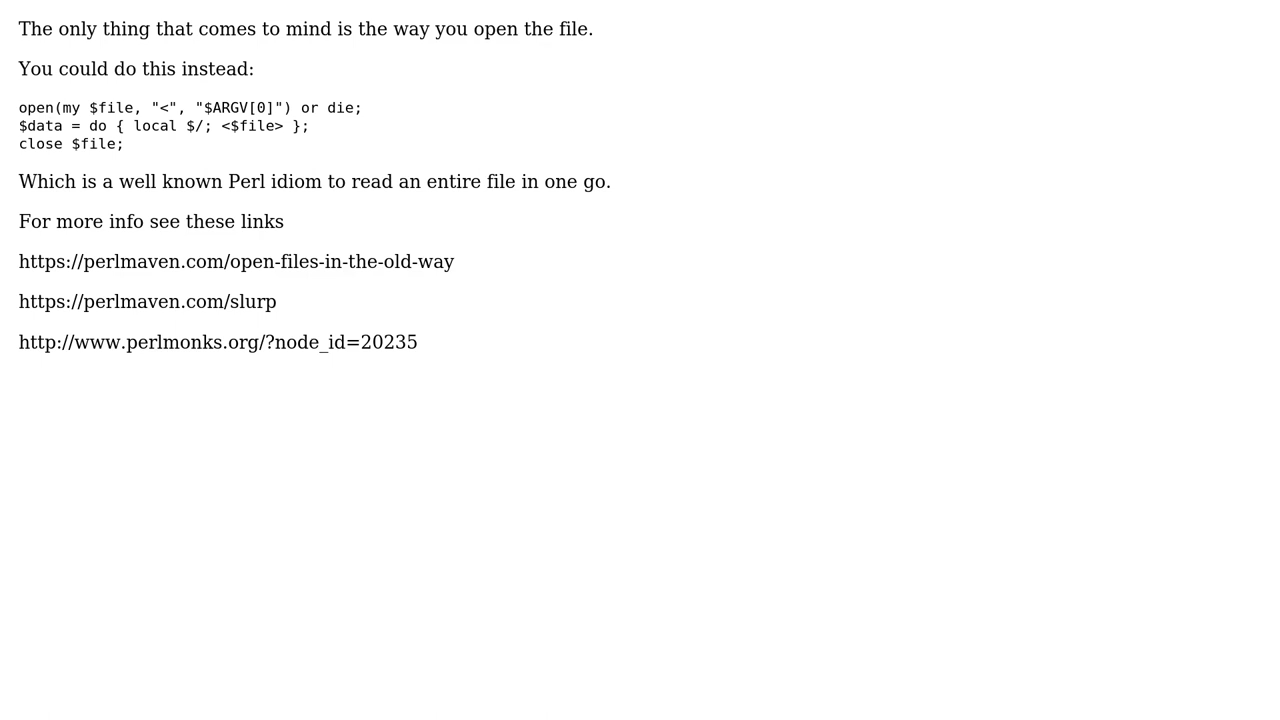 The only thing that comes to mind is the way you open the file.
You could do this instead:
open(my $file, "<", "$ARGV[0]") or die;
$data = do { local $/; <$file> };
close $file;
Which is a well known Perl idiom to read an entire file in one go.
For more info see these links
https://perlmaven.com/open-files-in-the-old-way
https://perlmaven.com/slurp
http://www.perlmonks.org/?node_id=20235